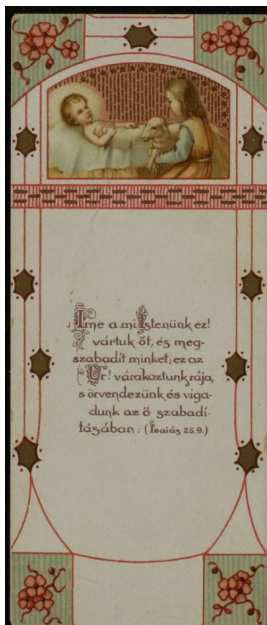 Íme a mi Istenünk ez!
vártuk őt, és meg-
szabadít minket; ez az
Úr! várakoztunk rája,
s örvendezünk és viga-
dunk az ő szabadí-
tásában. (Isaiás 25.9.)